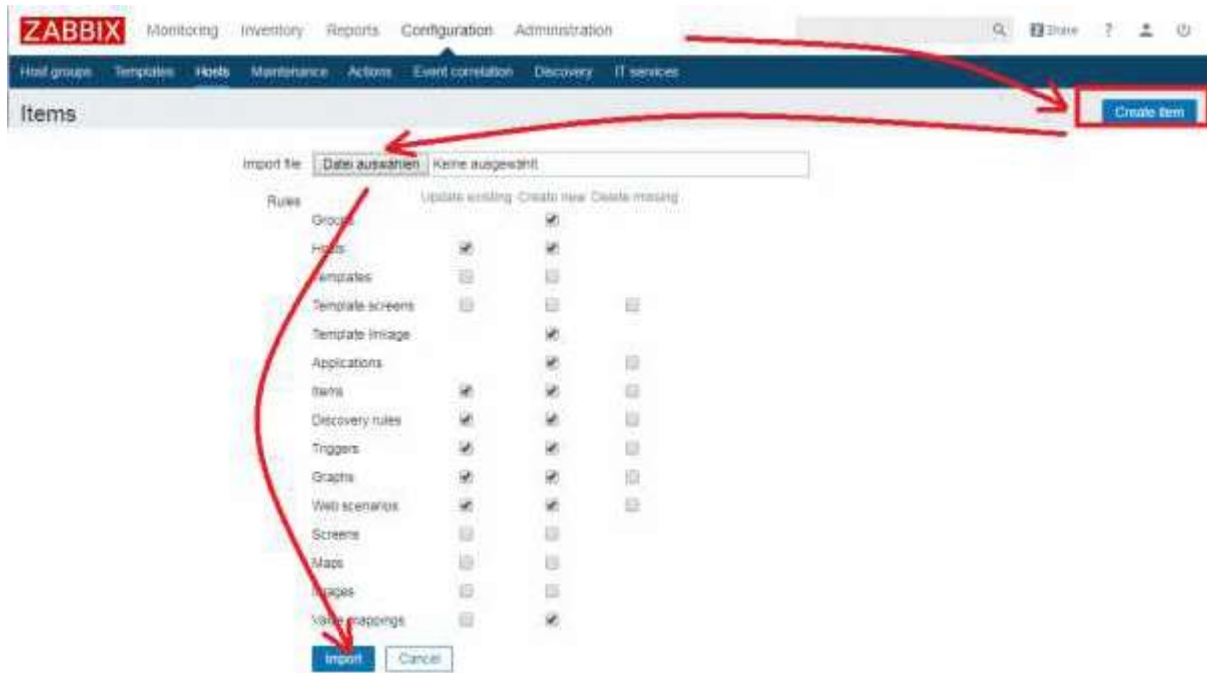 ZABBIX Monitoring Inventory Reports Configuration Administration Share ?
Host groups Templates Hosts Maintenance Actions Event correlation Discovery IT services
Items Create item
Import file Datei auswählen Keine ausgewählt
Rules Update existing Create new Delete missing
Groups
Hosts
Templates
Template screens
Template linkage
Applications
Items
Discovery rules
Triggers
Graphs
Web scenarios
Screens
Maps
Images
Value mappings
Import Cancel